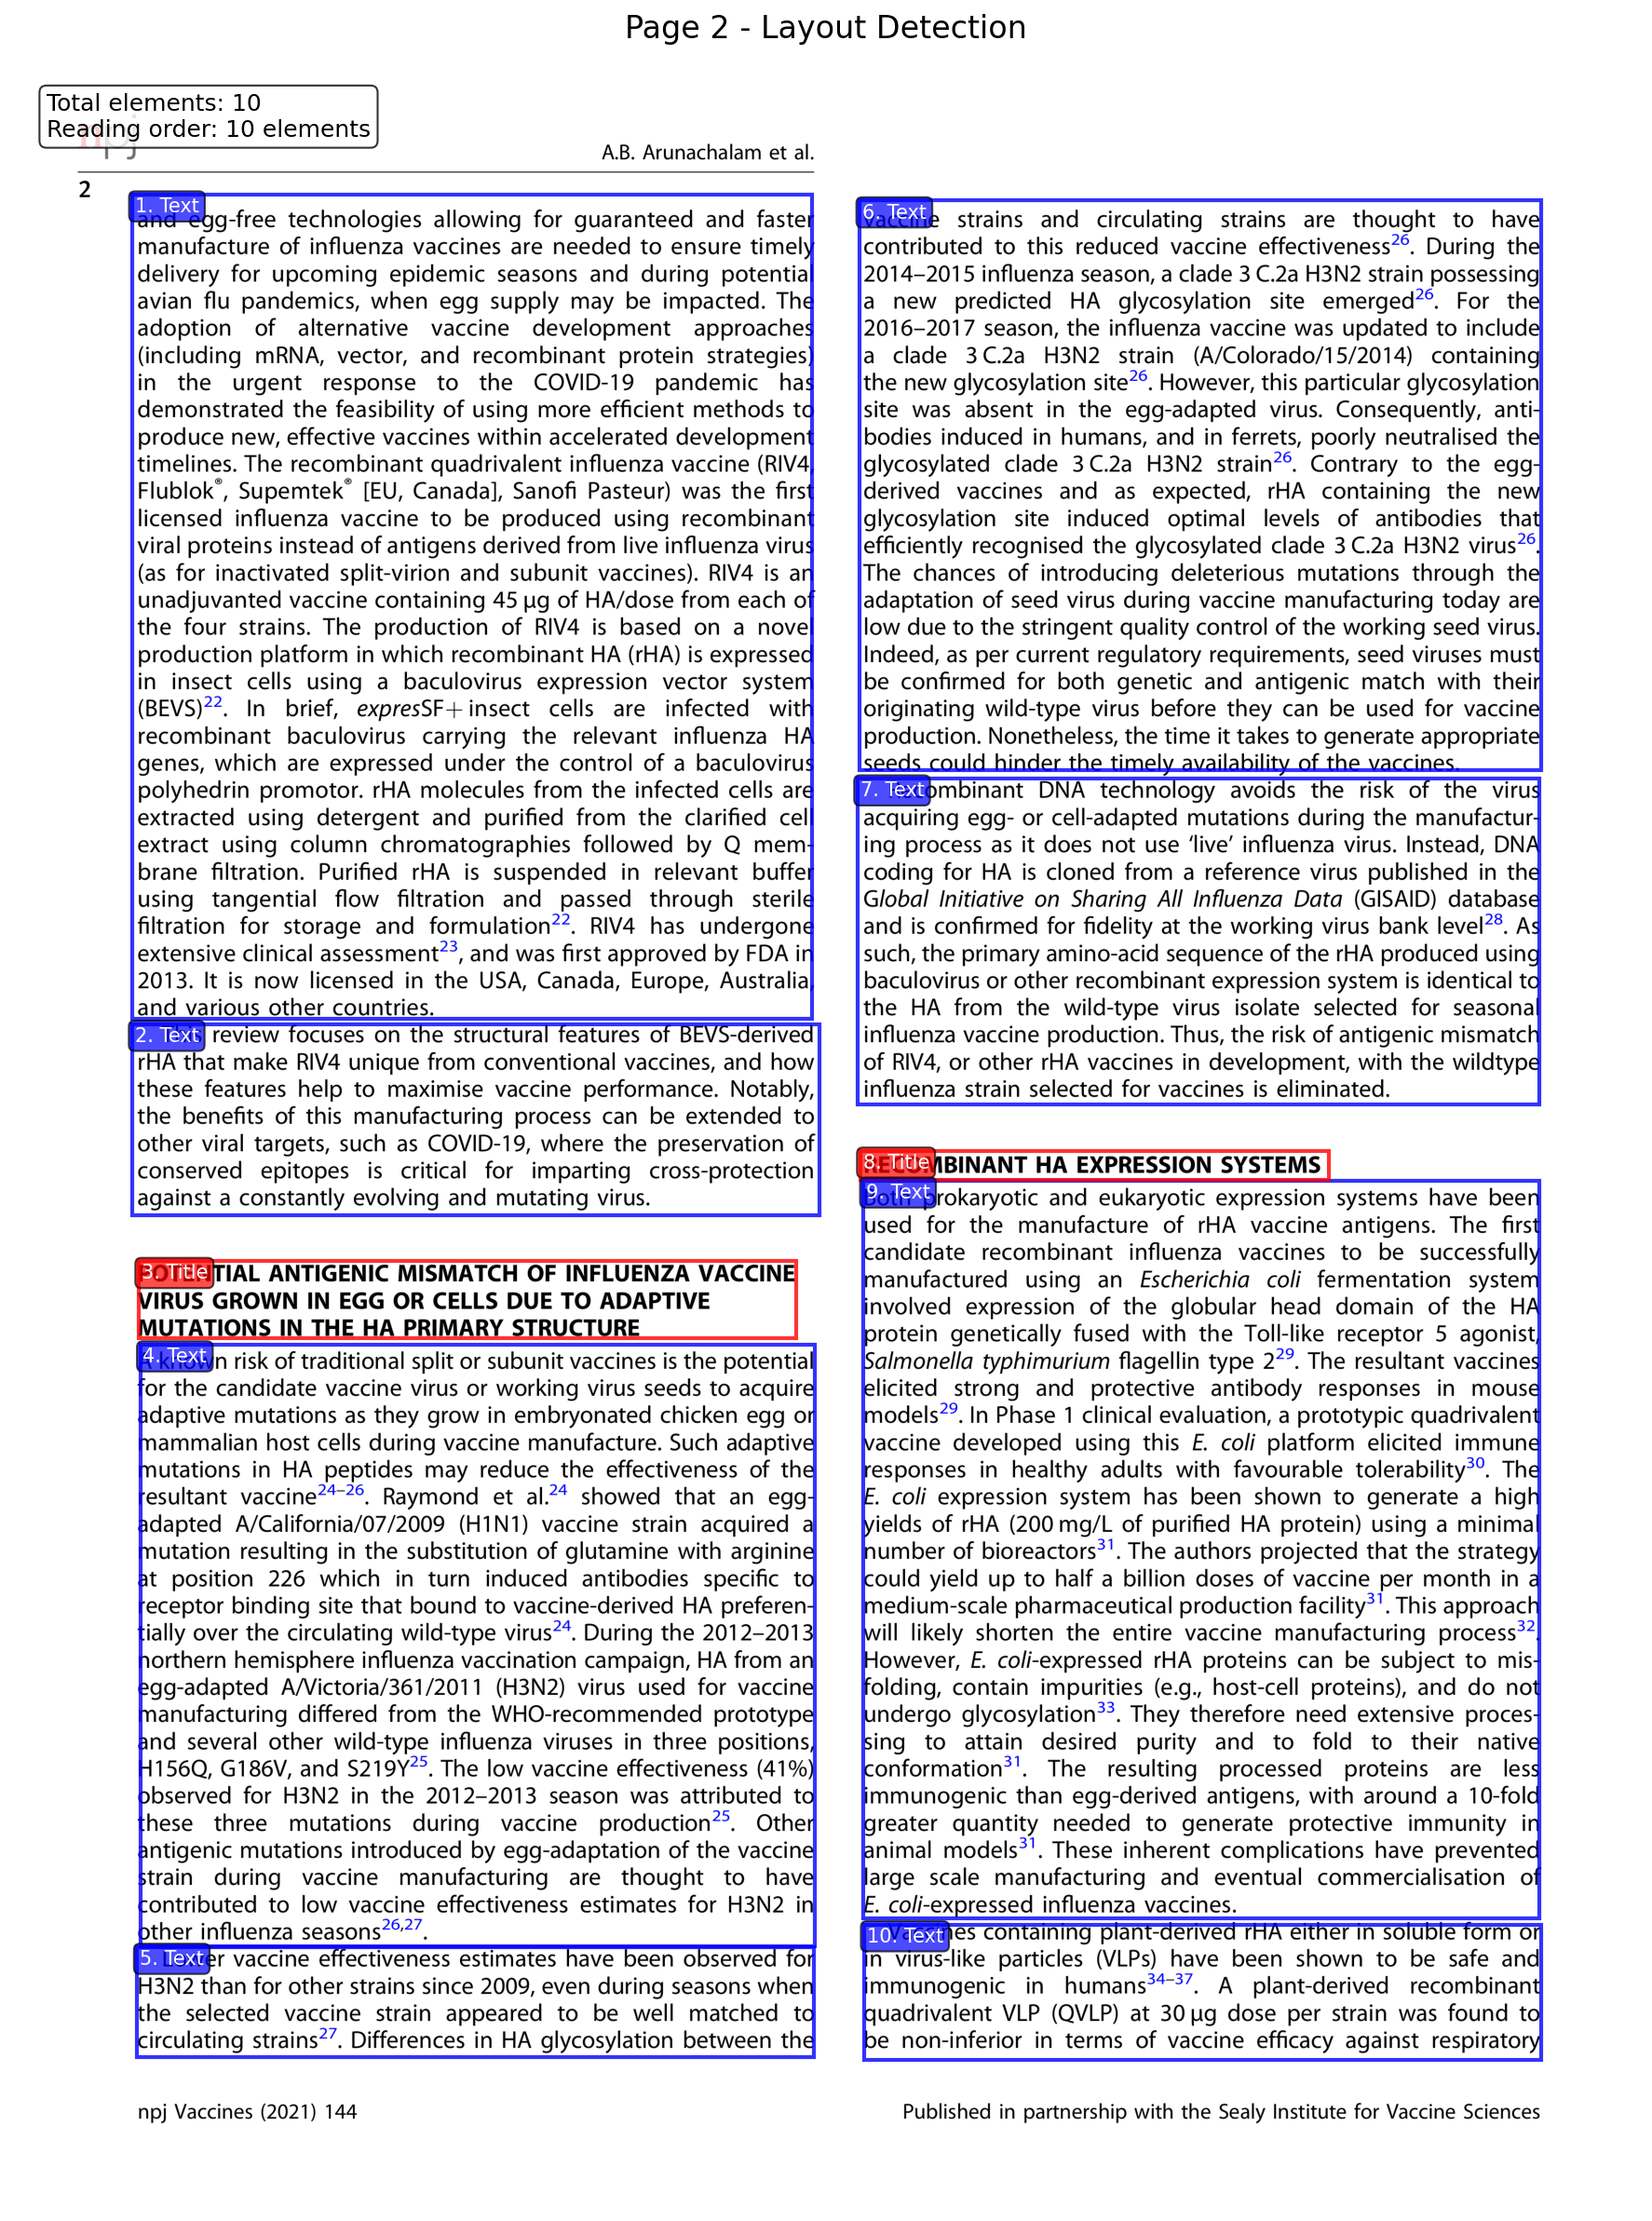 Page 2 - Layout Detection
Total elements: 10
Reading order: 10 elements
npj
A.B. Arunachalam et al.
2
1. Text
and egg-free technologies allowing for guaranteed and faster
manufacture of influenza vaccines are needed to ensure timely
delivery for upcoming epidemic seasons and during potential
avian flu pandemics, when egg supply may be impacted. The
adoption of alternative vaccine development approaches
(including mRNA, vector, and recombinant protein strategies)
in the urgent response to the COVID-19 pandemic has
demonstrated the feasibility of using more efficient methods to
produce new, effective vaccines within accelerated development
timelines. The recombinant quadrivalent influenza vaccine (RIV4,
Flublok®, Supemtek® [EU, Canada], Sanofi Pasteur) was the first
licensed influenza vaccine to be produced using recombinant
viral proteins instead of antigens derived from live influenza virus
(as for inactivated split-virion and subunit vaccines). RIV4 is an
unadjuvanted vaccine containing 45 µg of HA/dose from each of
the four strains. The production of RIV4 is based on a novel
production platform in which recombinant HA (rHA) is expressed
in insect cells using a baculovirus expression vector system
(BEVS)22. In brief, expresSF+ insect cells are infected with
recombinant baculovirus carrying the relevant influenza HA
genes, which are expressed under the control of a baculovirus
polyhedrin promotor. rHA molecules from the infected cells are
extracted using detergent and purified from the clarified cell
extract using column chromatographies followed by Q mem-
brane filtration. Purified rHA is suspended in relevant buffer
using tangential flow filtration and passed through sterile
filtration for storage and formulation22. RIV4 has undergone
extensive clinical assessment23, and was first approved by FDA in
2013. It is now licensed in the USA, Canada, Europe, Australia,
and various other countries.
2. Text
review focuses on the structural features of BEVS-derived
rHA that make RIV4 unique from conventional vaccines, and how
these features help to maximise vaccine performance. Notably,
the benefits of this manufacturing process can be extended to
other viral targets, such as COVID-19, where the preservation of
conserved epitopes is critical for imparting cross-protection
against a constantly evolving and mutating virus.
3. Title
POTENTIAL ANTIGENIC MISMATCH OF INFLUENZA VACCINE
VIRUS GROWN IN EGG OR CELLS DUE TO ADAPTIVE
MUTATIONS IN THE HA PRIMARY STRUCTURE
4. Text
A known risk of traditional split or subunit vaccines is the potential
for the candidate vaccine virus or working virus seeds to acquire
adaptive mutations as they grow in embryonated chicken egg or
mammalian host cells during vaccine manufacture. Such adaptive
mutations in HA peptides may reduce the effectiveness of the
resultant vaccine24–26. Raymond et al.24 showed that an egg-
adapted A/California/07/2009 (H1N1) vaccine strain acquired a
mutation resulting in the substitution of glutamine with arginine
at position 226 which in turn induced antibodies specific to
receptor binding site that bound to vaccine-derived HA preferen-
tially over the circulating wild-type virus24. During the 2012–2013
northern hemisphere influenza vaccination campaign, HA from an
egg-adapted A/Victoria/361/2011 (H3N2) virus used for vaccine
manufacturing differed from the WHO-recommended prototype
and several other wild-type influenza viruses in three positions,
H156Q, G186V, and S219Y25. The low vaccine effectiveness (41%)
observed for H3N2 in the 2012–2013 season was attributed to
these three mutations during vaccine production25. Other
antigenic mutations introduced by egg-adaptation of the vaccine
strain during vaccine manufacturing are thought to have
contributed to low vaccine effectiveness estimates for H3N2 in
other influenza seasons26,27.
5. Text
vaccine effectiveness estimates have been observed for
H3N2 than for other strains since 2009, even during seasons when
the selected vaccine strain appeared to be well matched to
circulating strains27. Differences in HA glycosylation between the
6. Text
vaccine strains and circulating strains are thought to have
contributed to this reduced vaccine effectiveness26. During the
2014–2015 influenza season, a clade 3 C.2a H3N2 strain possessing
a new predicted HA glycosylation site emerged26. For the
2016–2017 season, the influenza vaccine was updated to include
a clade 3 C.2a H3N2 strain (A/Colorado/15/2014) containing
the new glycosylation site26. However, this particular glycosylation
site was absent in the egg-adapted virus. Consequently, anti-
bodies induced in humans, and in ferrets, poorly neutralised the
glycosylated clade 3 C.2a H3N2 strain26. Contrary to the egg-
derived vaccines and as expected, rHA containing the new
glycosylation site induced optimal levels of antibodies that
efficiently recognised the glycosylated clade 3 C.2a H3N2 virus26.
The chances of introducing deleterious mutations through the
adaptation of seed virus during vaccine manufacturing today are
low due to the stringent quality control of the working seed virus.
Indeed, as per current regulatory requirements, seed viruses must
be confirmed for both genetic and antigenic match with their
originating wild-type virus before they can be used for vaccine
production. Nonetheless, the time it takes to generate appropriate
seeds could hinder the timely availability of the vaccines.
7. Text
Recombinant DNA technology avoids the risk of the virus
acquiring egg- or cell-adapted mutations during the manufactur-
ing process as it does not use ‘live’ influenza virus. Instead, DNA
coding for HA is cloned from a reference virus published in the
Global Initiative on Sharing All Influenza Data (GISAID) database
and is confirmed for fidelity at the working virus bank level28. As
such, the primary amino-acid sequence of the rHA produced using
baculovirus or other recombinant expression system is identical to
the HA from the wild-type virus isolate selected for seasonal
influenza vaccine production. Thus, the risk of antigenic mismatch
of RIV4, or other rHA vaccines in development, with the wildtype
influenza strain selected for vaccines is eliminated.
8. Title
RECOMBINANT HA EXPRESSION SYSTEMS
9. Text
Both prokaryotic and eukaryotic expression systems have been
used for the manufacture of rHA vaccine antigens. The first
candidate recombinant influenza vaccines to be successfully
manufactured using an Escherichia coli fermentation system
involved expression of the globular head domain of the HA
protein genetically fused with the Toll-like receptor 5 agonist,
Salmonella typhimurium flagellin type 229. The resultant vaccines
elicited strong and protective antibody responses in mouse
models29. In Phase 1 clinical evaluation, a prototypic quadrivalent
vaccine developed using this E. coli platform elicited immune
responses in healthy adults with favourable tolerability30. The
E. coli expression system has been shown to generate a high
yields of rHA (200 mg/L of purified HA protein) using a minimal
number of bioreactors31. The authors projected that the strategy
could yield up to half a billion doses of vaccine per month in a
medium-scale pharmaceutical production facility31. This approach
will likely shorten the entire vaccine manufacturing process32.
However, E. coli-expressed rHA proteins can be subject to mis-
folding, contain impurities (e.g., host-cell proteins), and do not
undergo glycosylation33. They therefore need extensive proces-
sing to attain desired purity and to fold to their native
conformation31. The resulting processed proteins are less
immunogenic than egg-derived antigens, with around a 10-fold
greater quantity needed to generate protective immunity in
animal models31. These inherent complications have prevented
large scale manufacturing and eventual commercialisation of
E. coli-expressed influenza vaccines.
10. Text
Vaccines containing plant-derived rHA either in soluble form or
in virus-like particles (VLPs) have been shown to be safe and
immunogenic in humans34–37. A plant-derived recombinant
quadrivalent VLP (QVLP) at 30 µg dose per strain was found to
be non-inferior in terms of vaccine efficacy against respiratory
npj Vaccines (2021) 144
Published in partnership with the Sealy Institute for Vaccine Sciences